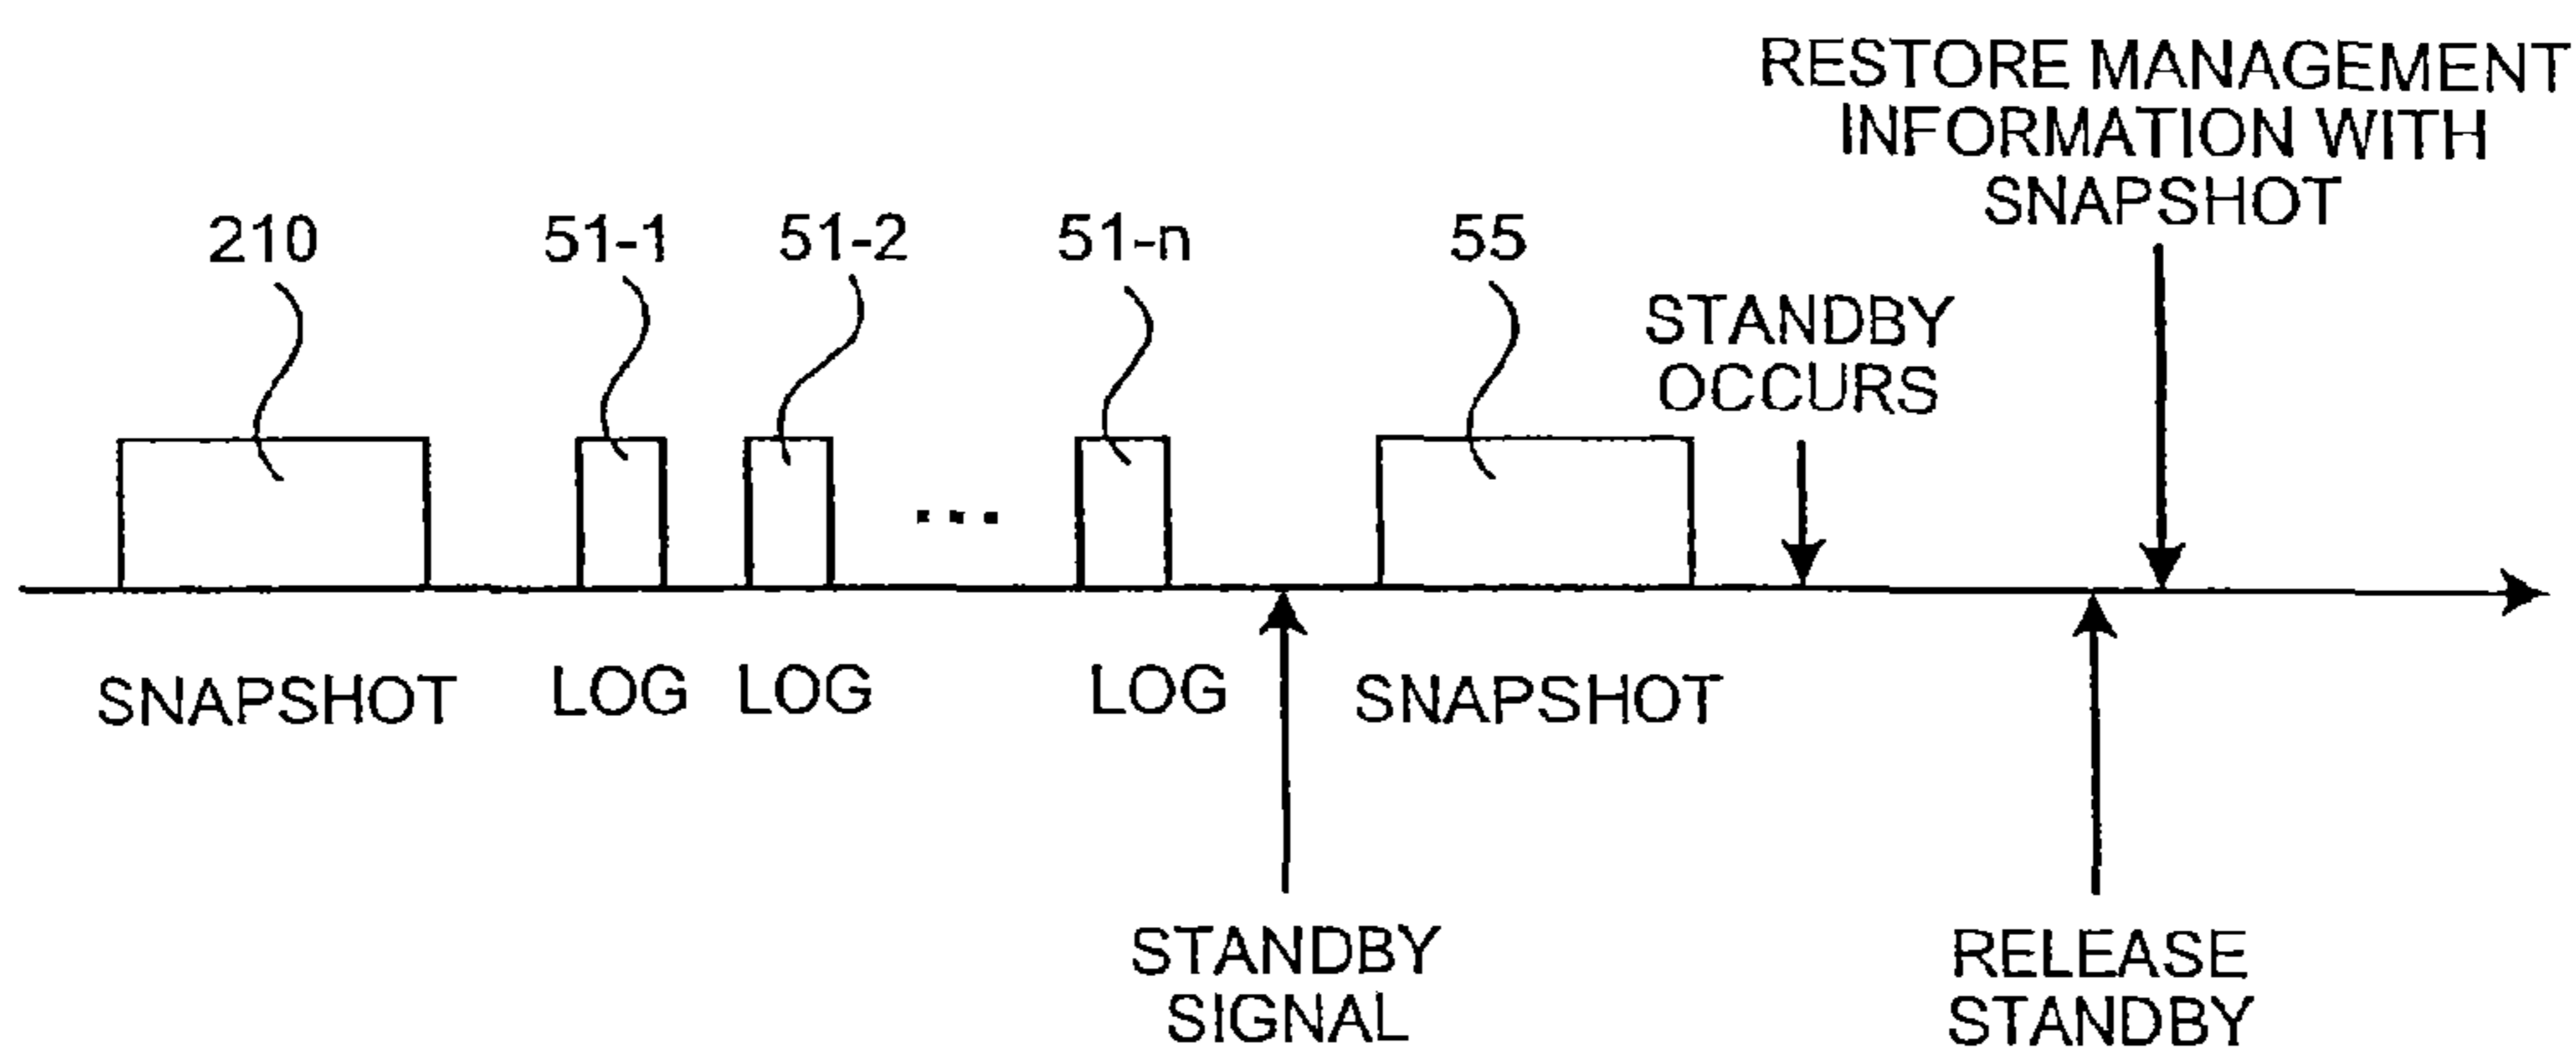 RESTORE MANAGEMENT
INFORMATION WITH
SNAPSHOT
210
51-1
51-2
51-n
55
STANDBY
OCCURS
...
SNAPSHOT
LOG
LOG
LOG
SNAPSHOT
STANDBY
SIGNAL
RELEASE
STANDBY